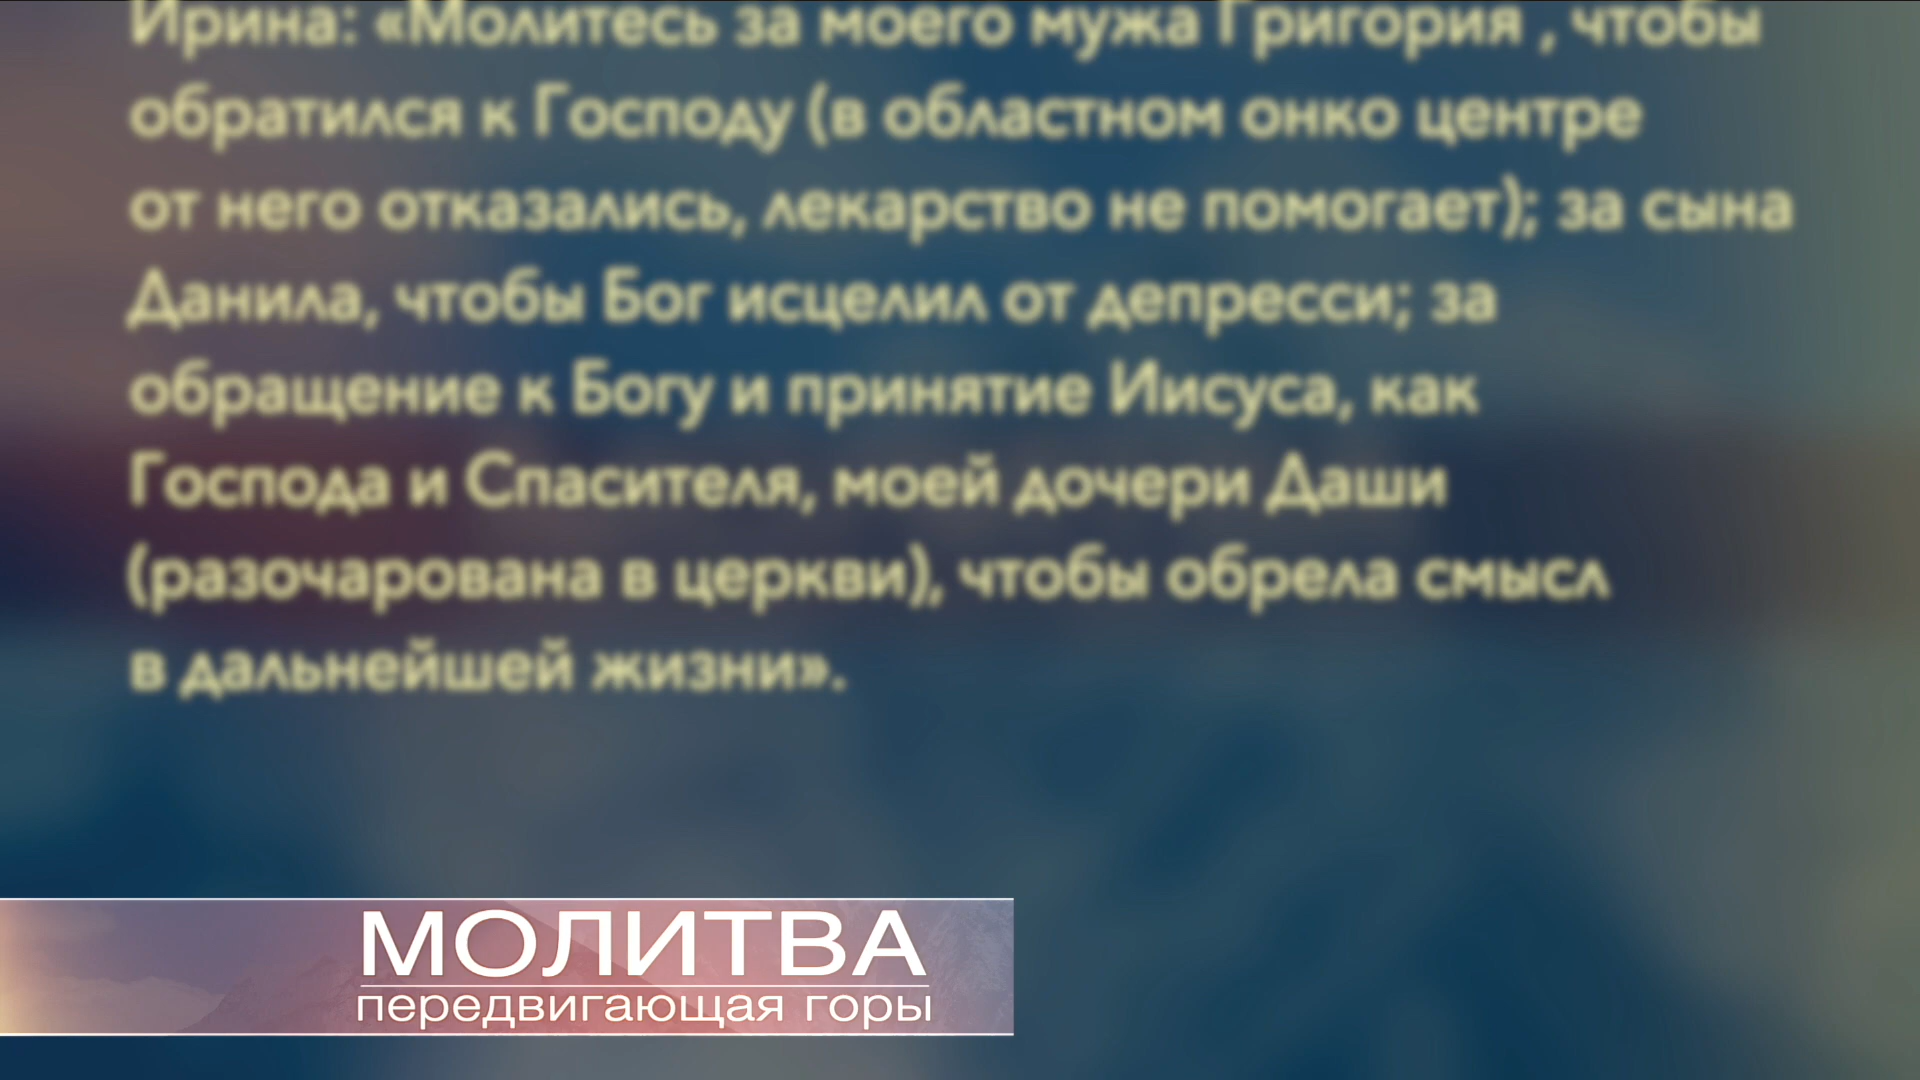 Ирина: «Молитесь за моего мужа Григория , чтобы
обратился к Господу (в областном онко центре
от него отказались, лекарство не помогает); за сына
Данила, чтобы Бог исцелил от депресси; за
обращение к Богу и принятие Иисуса, как
Господа и Спасителя, моей дочери Даши
(разочарована в церкви), чтобы обрела смысл
в дальнейшей жизни».
МОЛИТВА
передвигающая горы